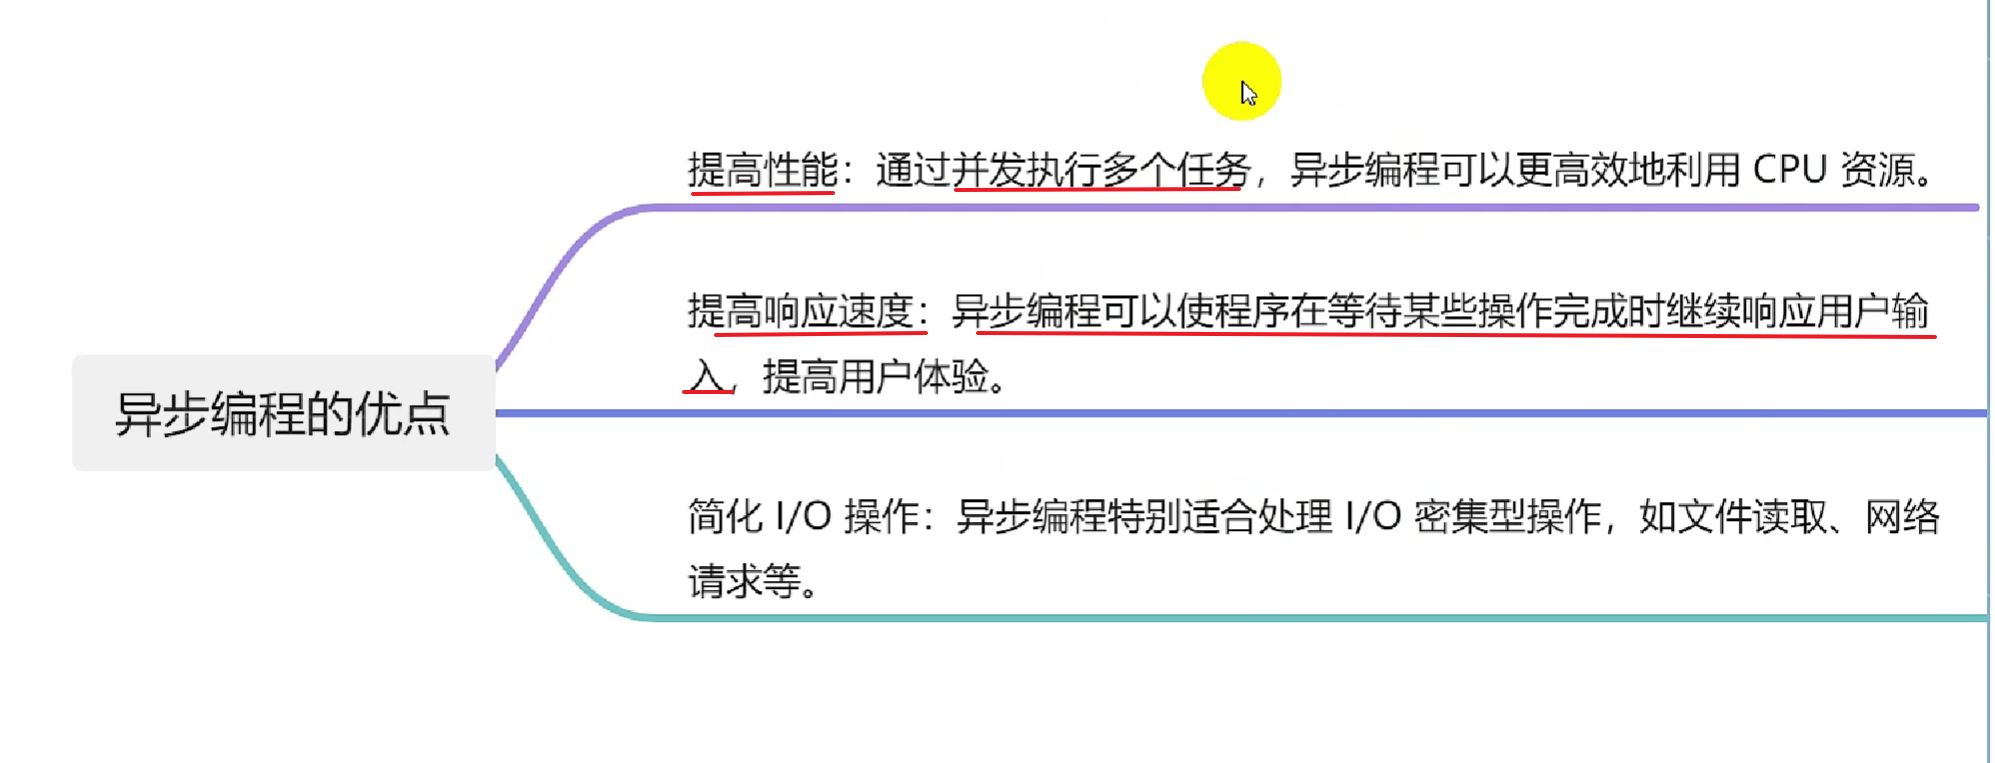 提高性能：通过并发执行多个任务，异步编程可以更高效地利用 CPU 资源。
提高响应速度：异步编程可以使程序在等待某些操作完成时继续响应用户输
入，提高用户体验。
异步编程的优点
简化 I/O 操作：异步编程特别适合处理 I/O 密集型操作，如文件读取、网络
请求等。